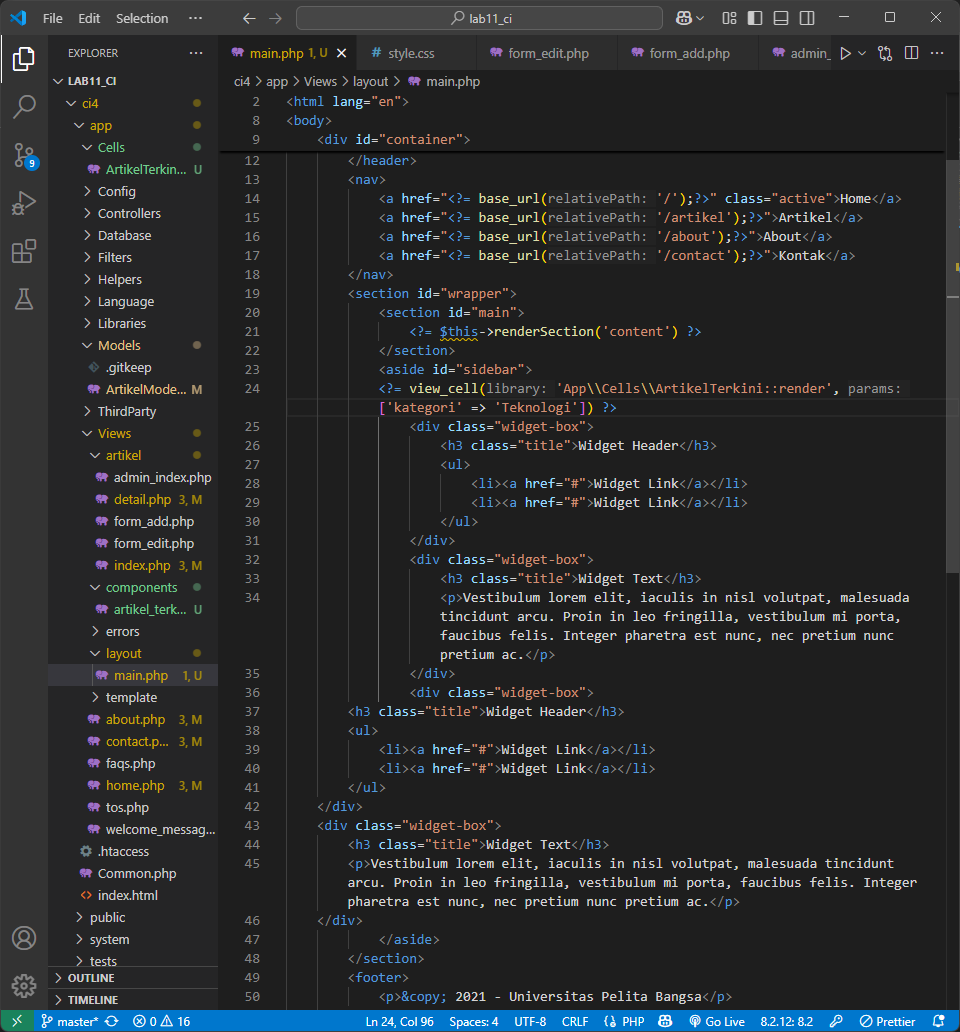 File Edit Selection ··· lab11_ci
EXPLORER ···
main.php 1, U style.css form_edit.php form_add.php admin_
ci4 > app > Views > layout > main.php
LAB11_CI
ci4
app
Cells
ArtikelTerkin... U
Config
Controllers
Database
Filters
Helpers
Language
Libraries
Models
.gitkeep
ArtikelMode... M
ThirdParty
Views
artikel
admin_index.php
detail.php 3, M
form_add.php
form_edit.php
index.php 3, M
components
artikel_terk... U
errors
layout
main.php 1, U
template
about.php 3, M
contact.p... 3, M
faqs.php
home.php 3, M
tos.php
welcome_messag...
.htaccess
Common.php
index.html
public
system
tests
OUTLINE
TIMELINE
2 <html lang="en">
8 <body>
9 <div id="container">
12 </header>
13 <nav>
14 <a href="<?= base_url(relativePath: '/');?>" class="active">Home</a>
15 <a href="<?= base_url(relativePath: '/artikel');?>">Artikel</a>
16 <a href="<?= base_url(relativePath: '/about');?>">About</a>
17 <a href="<?= base_url(relativePath: '/contact');?>">Kontak</a>
18 </nav>
19 <section id="wrapper">
20 <section id="main">
21 <?= $this->renderSection('content') ?>
22 </section>
23 <aside id="sidebar">
24 <?= view_cell(library: 'App\\Cells\\ArtikelTerkini::render', params:
['kategori' => 'Teknologi']) ?>
25 <div class="widget-box">
26 <h3 class="title">Widget Header</h3>
27 <ul>
28 <li><a href="#">Widget Link</a></li>
29 <li><a href="#">Widget Link</a></li>
30 </ul>
31 </div>
32 <div class="widget-box">
33 <h3 class="title">Widget Text</h3>
34 <p>Vestibulum lorem elit, iaculis in nisl volutpat, malesuada
tincidunt arcu. Proin in leo fringilla, vestibulum mi porta,
faucibus felis. Integer pharetra est nunc, nec pretium nunc
pretium ac.</p>
35 </div>
36 <div class="widget-box">
37 <h3 class="title">Widget Header</h3>
38 <ul>
39 <li><a href="#">Widget Link</a></li>
40 <li><a href="#">Widget Link</a></li>
41 </ul>
42 </div>
43 <div class="widget-box">
44 <h3 class="title">Widget Text</h3>
45 <p>Vestibulum lorem elit, iaculis in nisl volutpat, malesuada tincidunt
arcu. Proin in leo fringilla, vestibulum mi porta, faucibus felis. Integer
pharetra est nunc, nec pretium nunc pretium ac.</p>
46 </div>
47 </aside>
48 </section>
49 <footer>
50 <p>&copy; 2021 - Universitas Pelita Bangsa</p>
9
master* 0 16 Ln 24, Col 96 Spaces: 4 UTF-8 CRLF {} PHP Go Live 8.2.12: 8.2 Prettier